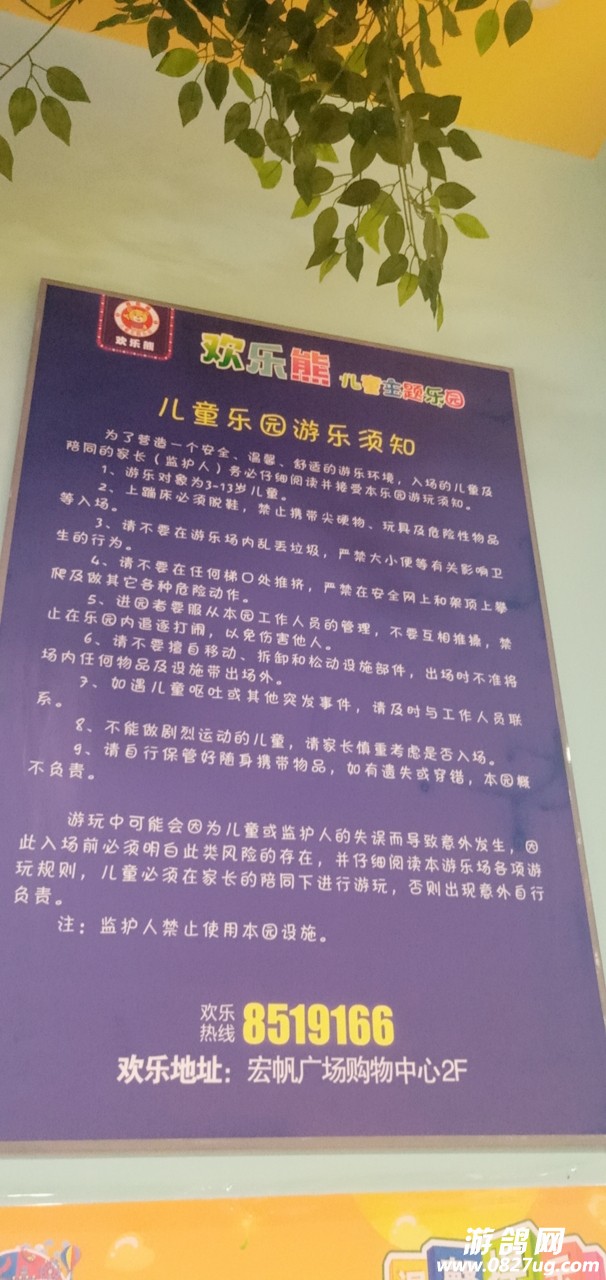 欢乐熊
欢乐熊 儿童主题乐园
儿童乐园游乐须知
为了营造一个安全、温馨、舒适的游乐环境，入场的儿童及
陪同的家长（监护人）务必仔细阅读并接受本乐园游玩须知。
1、游乐对象为3-13岁儿童。
2、上蹦床必须脱鞋，禁止携带尖硬物、玩具及危险性物品
等入场。
3、请不要在游乐场内乱丢垃圾，严禁大小便等有关影响卫
生的行为。
4、请不要在任何梯口处推挤，严禁在安全网上和架顶上攀
爬及做其它各种危险动作。
5、进园者要服从本园工作人员的管理，不要互相推搡，禁
止在乐园内追逐打闹，以免伤害他人。
6、请不要擅自移动、拆卸和松动设施部件，出场时不准将
场内任何物品及设施带出场外。
7、如遇儿童呕吐或其他突发事件，请及时与工作人员联
系。
8、不能做剧烈运动的儿童，请家长慎重考虑是否入场。
9、请自行保管好随身携带物品，如有遗失或穿错，本园概
不负责。
游玩中可能会因为儿童或监护人的失误而导致意外发生，因
此入场前必须明白此类风险的存在，并仔细阅读本游乐场各项游
玩规则，儿童必须在家长的陪同下进行游玩，否则出现意外自行
负责。
注：监护人禁止使用本园设施。
欢乐
热线 8519166
欢乐地址：宏帆广场购物中心2F
游鸽网
www.0827ug.com